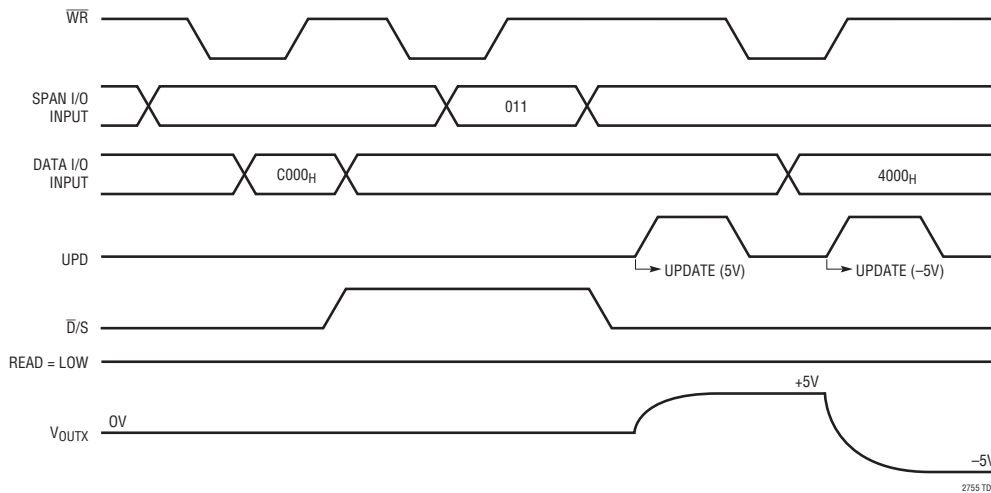 WR
SPAN I/O
INPUT
011
DATA I/O
INPUT
C000H
4000H
UPD
UPDATE (5V)
UPDATE (–5V)
D/S
READ = LOW
VOUTX
0V
+5V
–5V
2755 TD